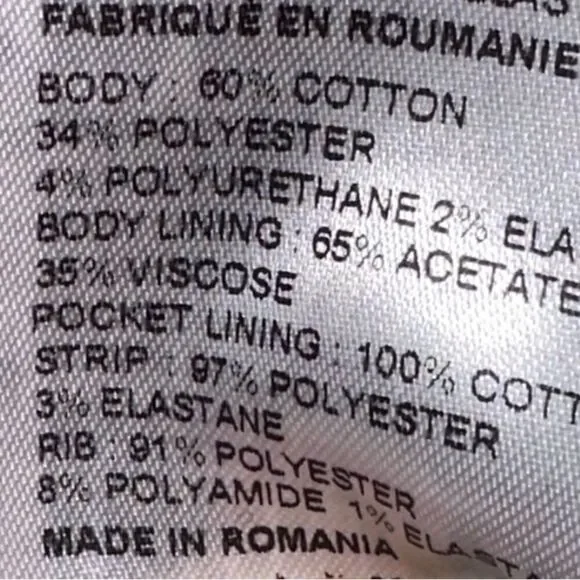 FABRIQUÉ EN ROUMANIE
BODY : 60% COTTON
34% POLYESTER
4% POLYURETHANE 2% ELA
BODY LINING : 65% ACETATE
35% VISCOSE
POCKET LINING : 100% COTT
STRIP : 97% POLYESTER
3% ELASTANE
RIB : 91% POLYESTER
8% POLYAMIDE 1% ELAST
MADE IN ROMANIA